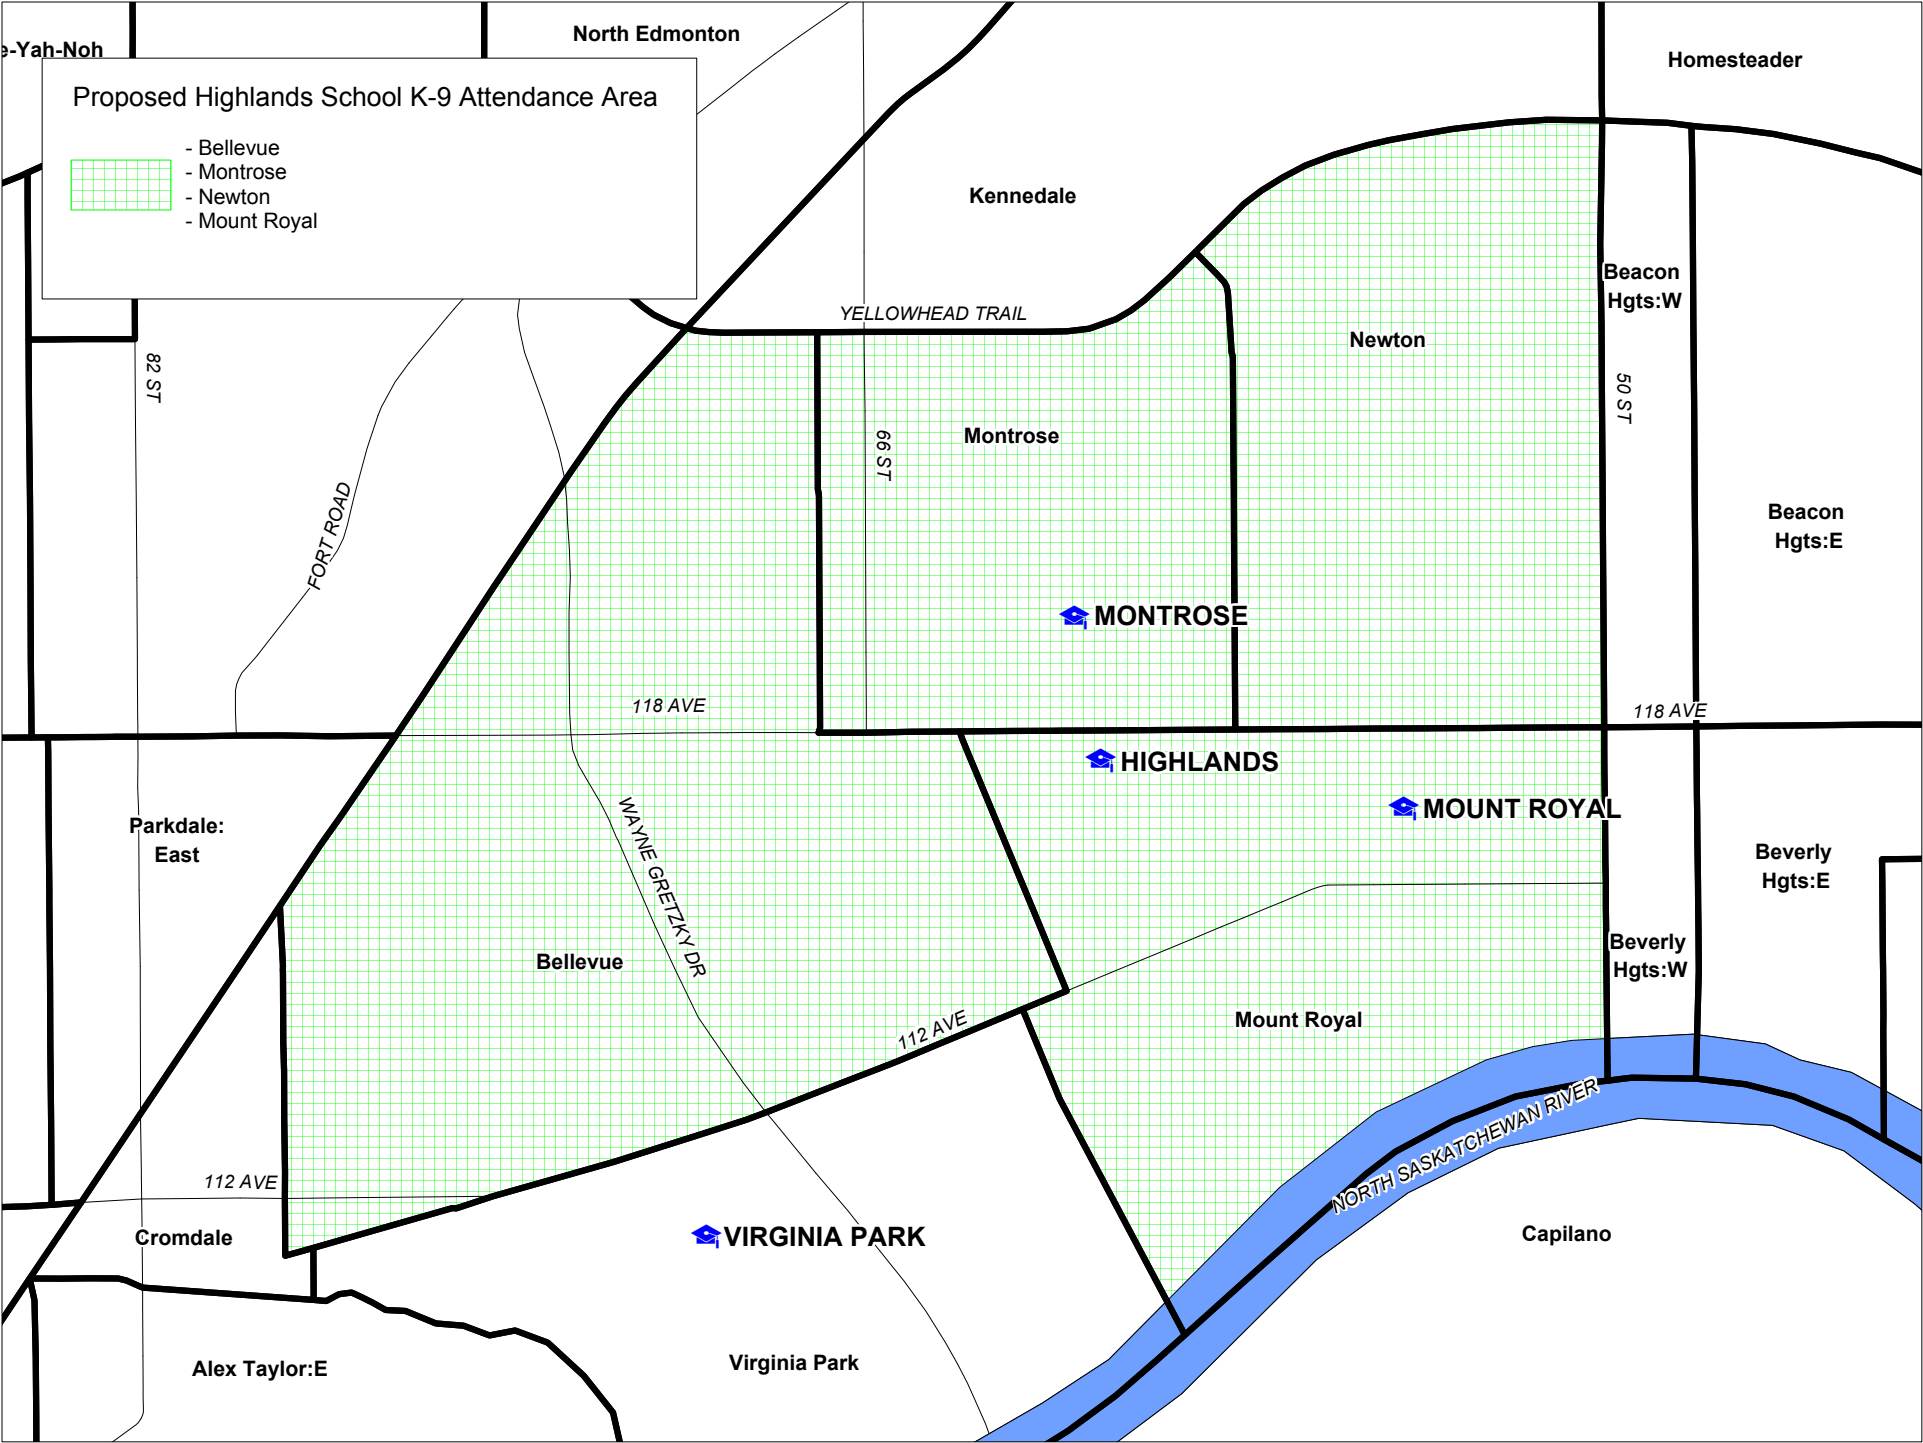 e-Yah-Noh
North Edmonton
Homesteader
Proposed Highlands School K-9 Attendance Area
- Bellevue
- Montrose
- Newton
- Mount Royal
Kennedale
Beacon
Hgts:W
YELLOWHEAD TRAIL
Newton
82 ST
50 ST
66 ST
Montrose
FORT ROAD
Beacon
Hgts:E
MONTROSE
118 AVE
118 AVE
HIGHLANDS
MOUNT ROYAL
Parkdale:
East
WAYNE GRETZKY DR
Beverly
Hgts:E
Bellevue
Beverly
Hgts:W
112 AVE
Mount Royal
NORTH SASKATCHEWAN RIVER
112 AVE
Cromdale
VIRGINIA PARK
Capilano
Alex Taylor:E
Virginia Park